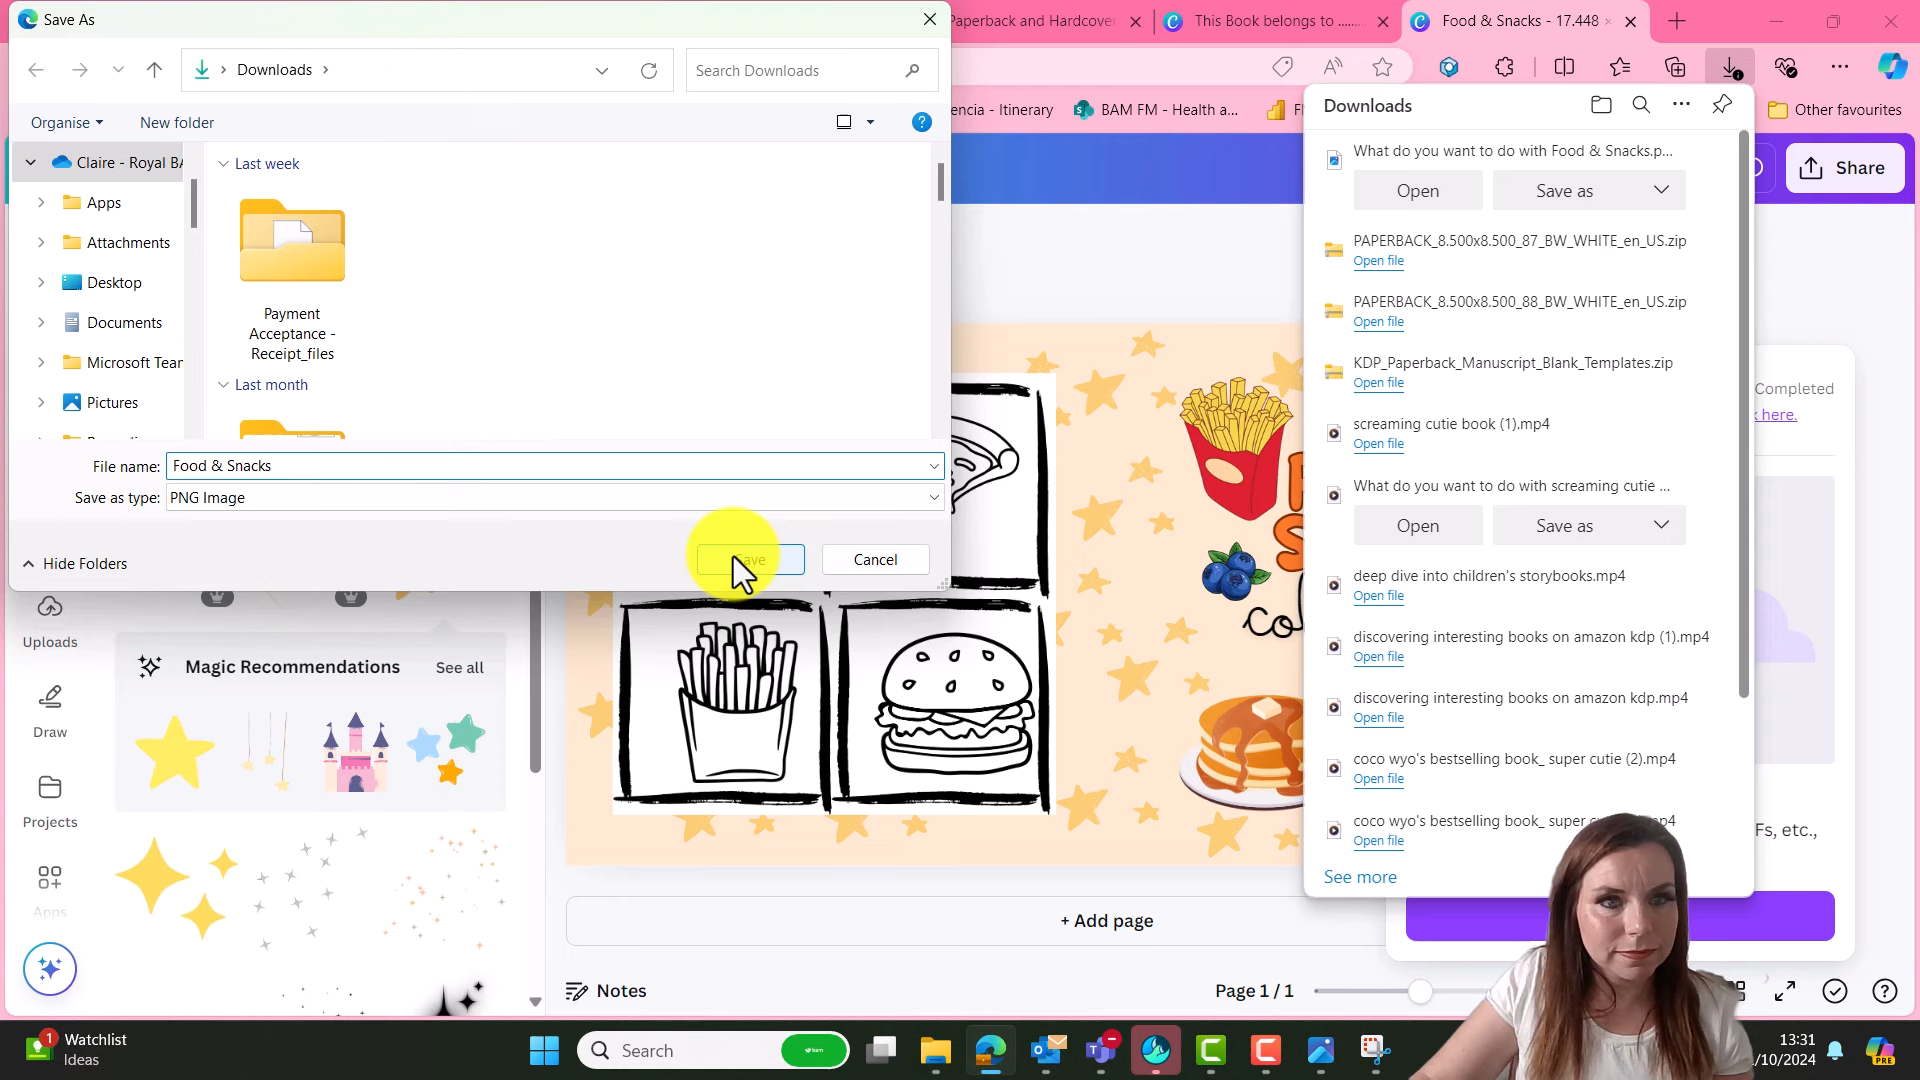 Save As
Paperback and Hardcover
This Book belongs to ........
Food & Snacks - 17.448
Downloads
Search Downloads
encia - Itinerary
BAM FM - Health a...
Other favourites
Organise
New folder
Downloads
Claire - Royal BA
Last week
What do you want to do with Food & Snacks.p...
Open
Save as
Share
Apps
Attachments
PAPERBACK_8.500x8.500_87_BW_WHITE_en_US.zip
Open file
Desktop
Payment
Acceptance -
Receipt_files
PAPERBACK_8.500x8.500_88_BW_WHITE_en_US.zip
Open file
Documents
Microsoft Tean
Last month
KDP_Paperback_Manuscript_Blank_Templates.zip
Open file
Completed
here.
Pictures
screaming cutie book (1).mp4
Open file
File name:
Food & Snacks
Save as type:
PNG Image
What do you want to do with screaming cutie ...
Open
Save as
Save
Cancel
Hide Folders
deep dive into children's storybooks.mp4
Open file
Uploads
Magic Recommendations
See all
discovering interesting books on amazon kdp (1).mp4
Open file
Draw
discovering interesting books on amazon kdp.mp4
Open file
coco wyo's bestselling book_ super cutie (2).mp4
Open file
Projects
coco wyo's bestselling book_ super
Open file
Fs, etc.,
See more
Apps
+ Add page
Notes
Page 1 / 1
1
Watchlist
Ideas
Search
13:31
/10/2024
PRE